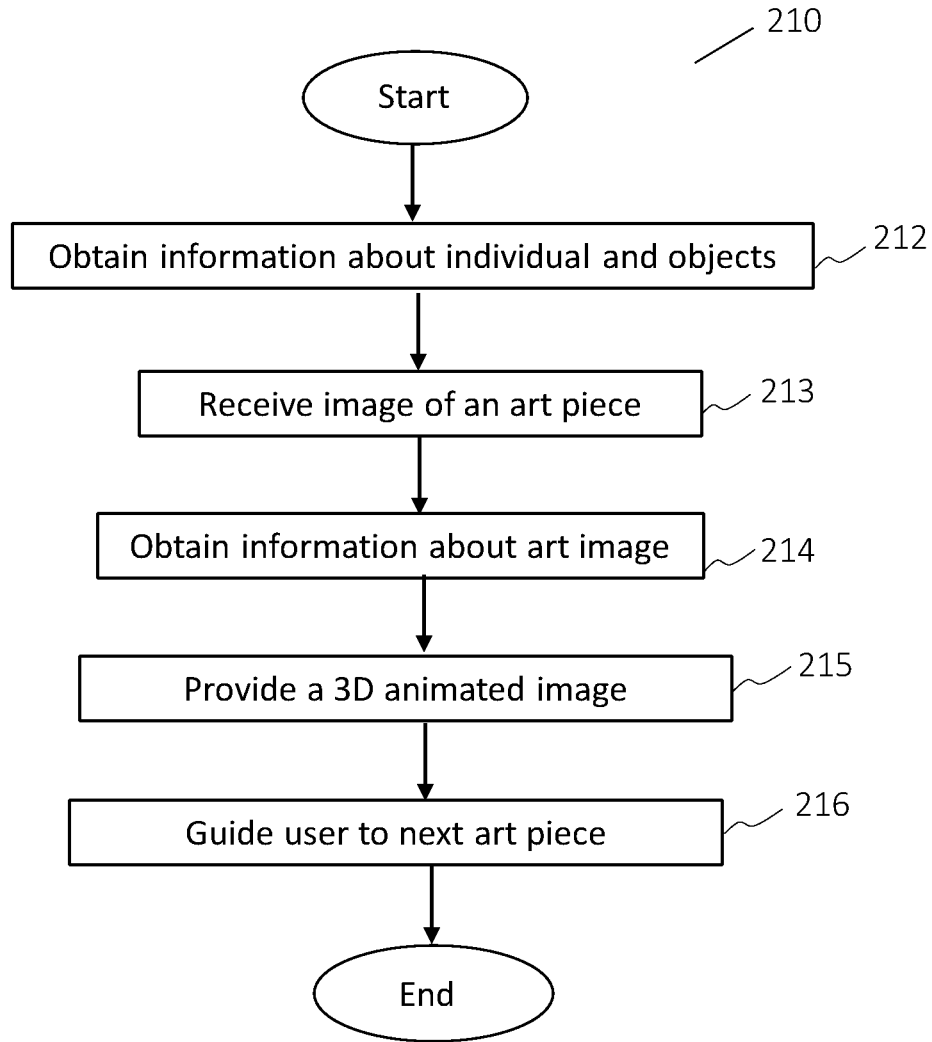 210
Start
Obtain information about individual and objects
212
Receive image of an art piece
213
Obtain information about art image
214
Provide a 3D animated image
215
Guide user to next art piece
216
End